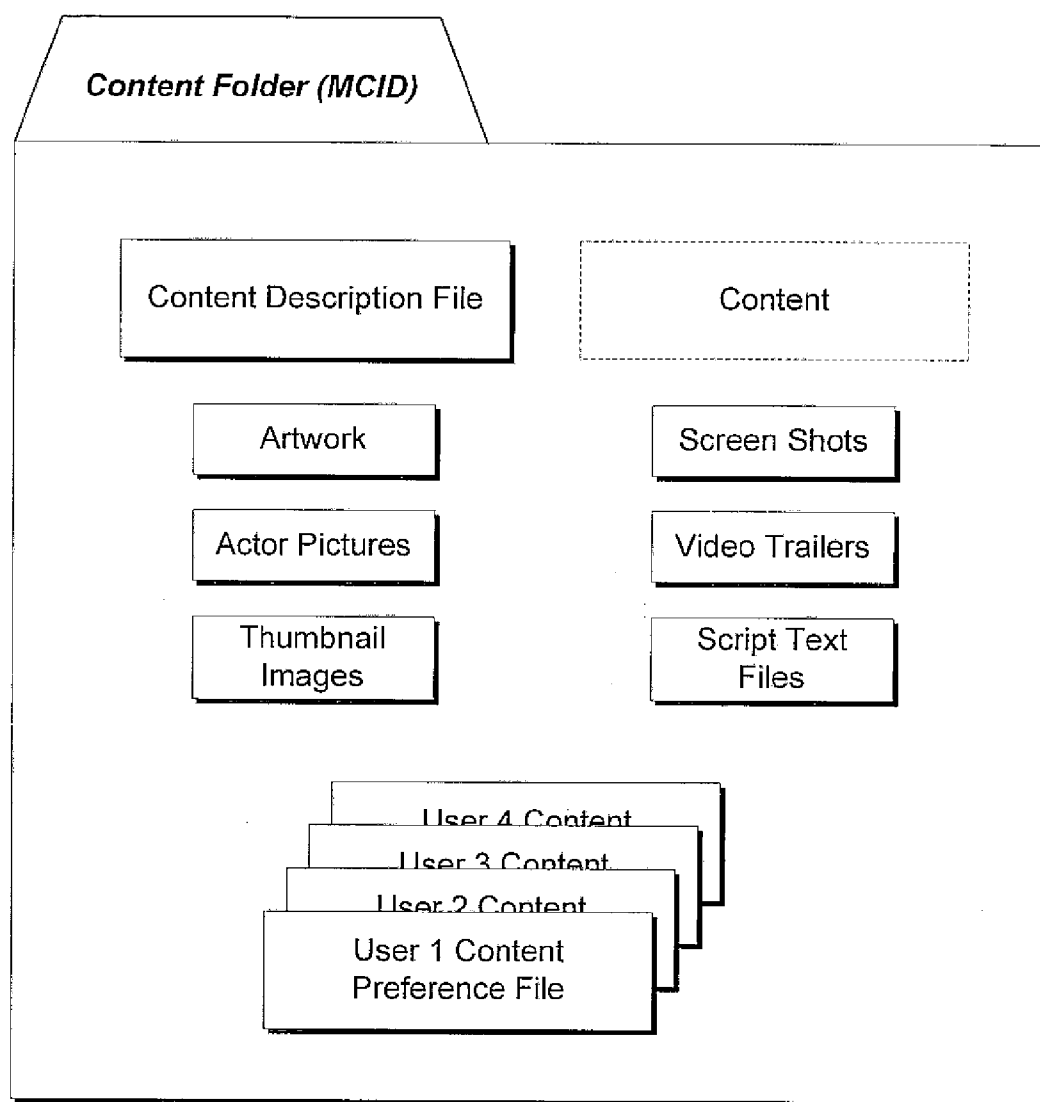 Content Folder (MCID)
Content Description File
Content
Artwork
Screen Shots
Actor Pictures
Video Trailers
Thumbnail
Images
Script Text
Files
User 4 Content
User 3 Content
User 2 Content
User 1 Content
Preference File